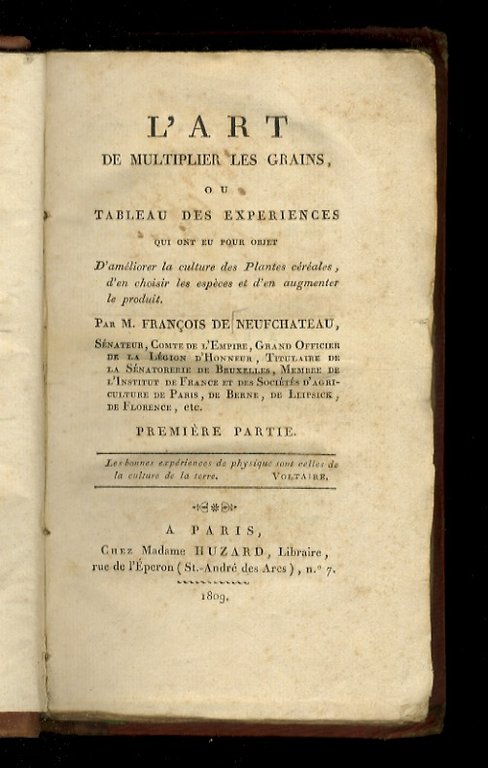 L'ART
DE MULTIPLIER LES GRAINS,
OU
TABLEAU DES EXPERIENCES
QUI ONT EU POUR OBJET
D'améliorer la culture des Plantes céréales,
d'en choisir les espèces et d'en augmenter
le produit.
PAR M. FRANÇOIS DE NEUFCHATEAU,
SÉNATEUR, COMTE DE L'EMPIRE, GRAND OFFICIER
DE LA LÉGION D'HONNEUR, TITULAIRE DE
LA SÉNATORERIE DE BRUXELLES, MEMBRE DE
L'INSTITUT DE FRANCE ET DES SOCIÉTÉS D'AGRI-
CULTURE DE PARIS, DE BERNE, DE LEIPSICK,
DE FLORENCE, etc.
PREMIÈRE PARTIE.
Les bonnes expériences de physique sont celles de
la culture de la terre. VOLTAIRE.
A PARIS,
CHEZ Madame HUZARD, Libraire,
rue de l'Éperon (St.-André des Arcs), n.° 7.
1809.